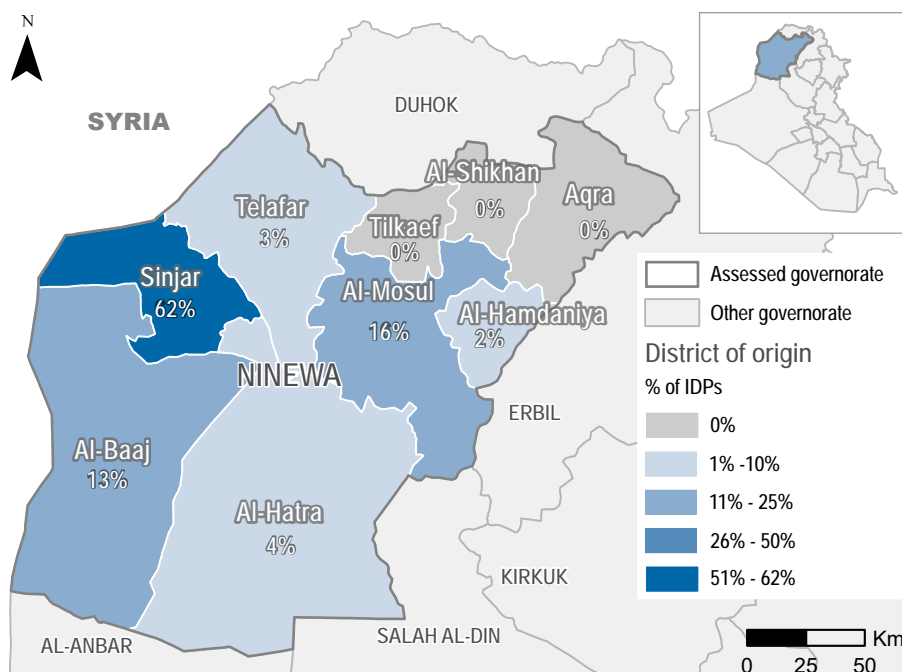 N
SYRIA
DUHOK
Al-Shikhan
0%
Aqra
0%
Telafar
3%
Tilkaef
0%
Sinjar
62%
Al-Mosul
16%
Al-Hamdaniya
2%
NINEWA
Al-Baaj
13%
Al-Hatra
4%
ERBIL
KIRKUK
AL-ANBAR
SALAH AL-DIN
Assessed governorate
Other governorate
District of origin
% of IDPs
0%
1% -10%
11% - 25%
26% - 50%
51% - 62%
Km
0 25 50